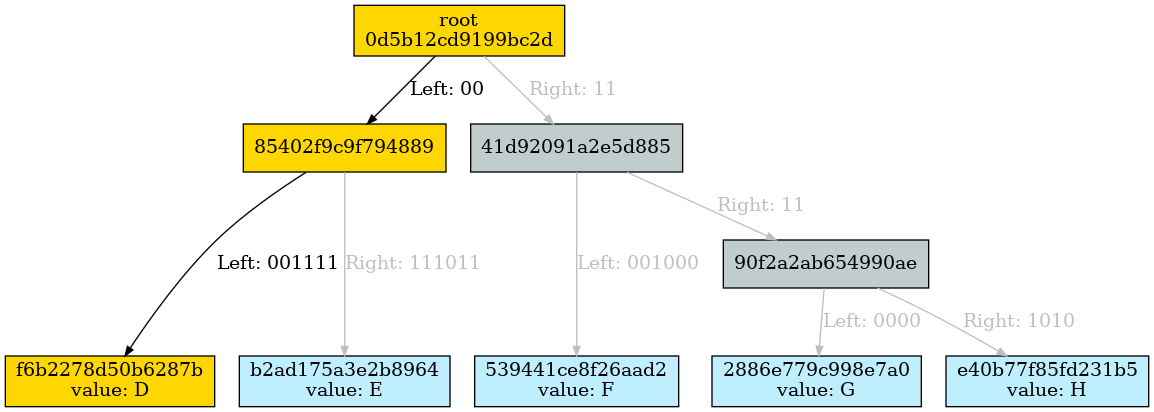 root
0d5b12cd9199bc2d
Left: 00
Right: 11
85402f9c9f794889
41d92091a2e5d885
Right: 11
90f2a2ab654990ae
Left: 001111
Right: 111011
Left: 001000
Left: 0000
Right: 1010
f6b2278d50b6287b
value: D
b2ad175a3e2b8964
value: E
539441ce8f26aad2
value: F
2886e779c998e7a0
value: G
e40b77f85fd231b5
value: H